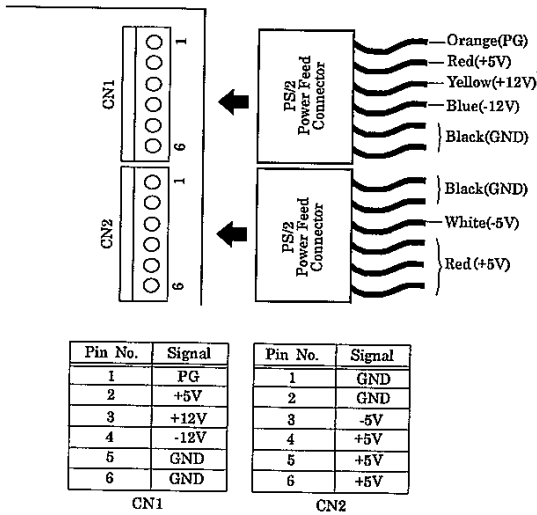 CN1
1
6
PS/2
Power Feed
Connector
Orange(PG)
Red(+5V)
Yellow(+12V)
Blue(-12V)
Black(GND)
CN2
1
6
PS/2
Power Feed
Connector
Black(GND)
White(-5V)
Red(+5V)
Pin No. Signal
1 PG
2 +5V
3 +12V
4 -12V
5 GND
6 GND
CN1
Pin No. Signal
1 GND
2 GND
3 -5V
4 +5V
5 +5V
6 +5V
CN2